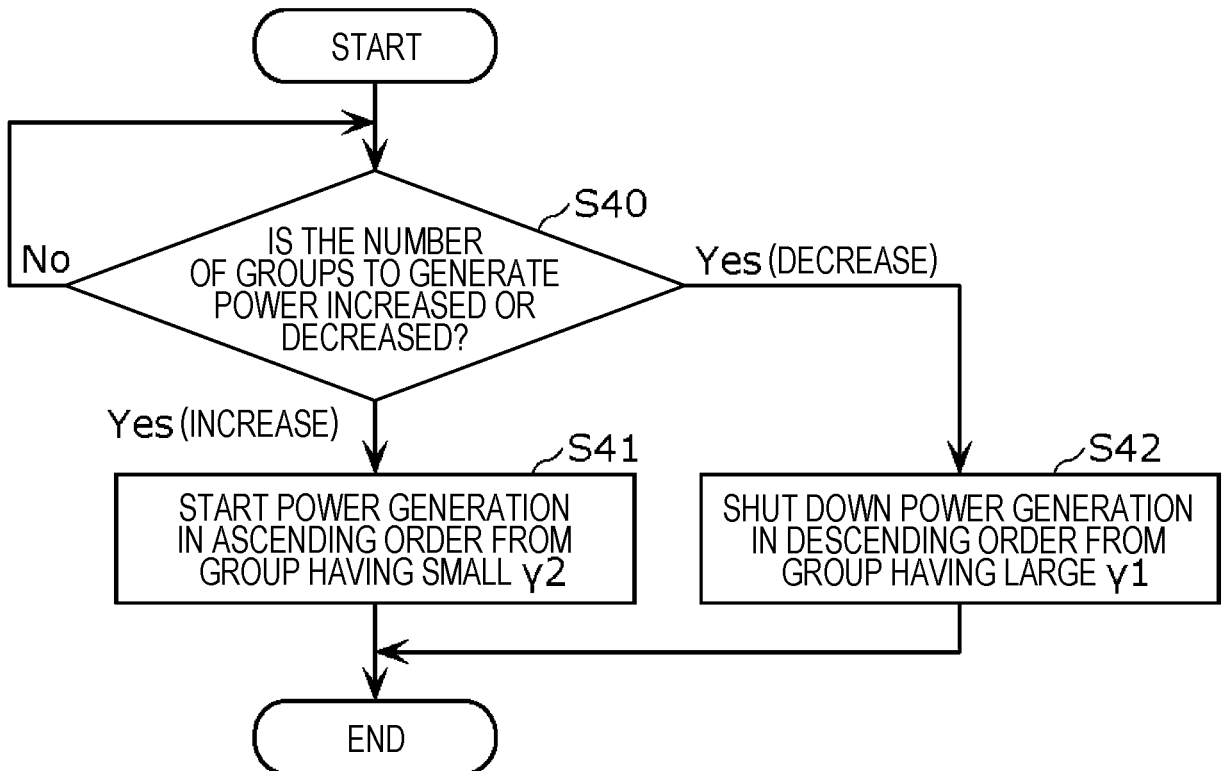 START
S40
IS THE NUMBER
OF GROUPS TO GENERATE
POWER INCREASED OR
DECREASED?
No
Yes (DECREASE)
Yes (INCREASE)
S41
START POWER GENERATION
IN ASCENDING ORDER FROM
GROUP HAVING SMALL γ2
S42
SHUT DOWN POWER GENERATION
IN DESCENDING ORDER FROM
GROUP HAVING LARGE γ1
END